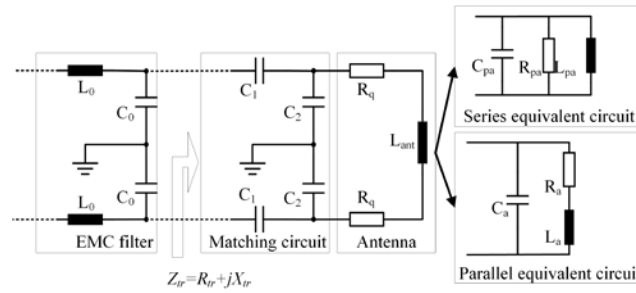 L0
C0
C0
L0
EMC filter
C1
C2
C2
C1
Matching circuit
Rq
Lant
Rq
Antenna
Cpa
Rpa
Lpa
Series equivalent circuit
Ca
Ra
La
Parallel equivalent circui
Ztr=Rtr+jXtr